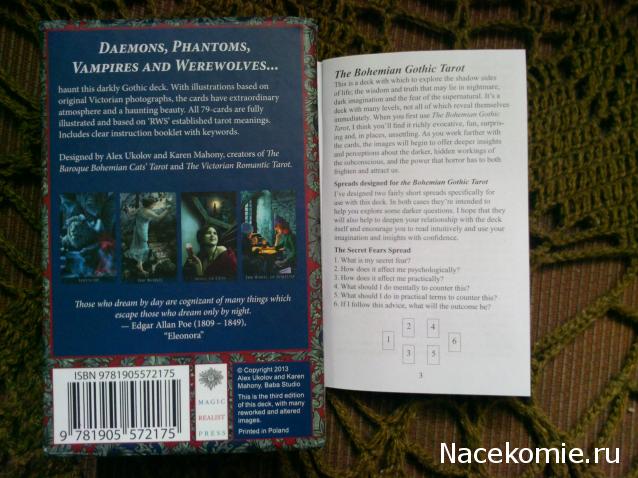 DAEMONS, PHANTOMS,
VAMPIRES AND WEREWOLVES...
haunt this darkly Gothic deck. With illustrations based on
original Victorian photographs, the cards have extraordinary
atmosphere and a haunting beauty. All 79-cards are fully
illustrated and based on 'RWS' established tarot meanings.
Includes clear instruction booklet with keywords.
Designed by Alex Ukolov and Karen Mahony, creators of The
Baroque Bohemian Cats' Tarot and The Victorian Romantic Tarot.
STRENGTH
THE WORLD
THE WHEEL OF FORTUNE
Those who dream by day are cognizant of many things which
escape those who dream only by night.
— Edgar Allan Poe (1809 – 1849),
"Eleonora"
ISBN 9781905572175
9 781905 572175
MAGIC
REALIST
PRESS
© Copyright 2013
Alex Ukolov and Karen
Mahony, Baba Studio
This is the third edition
of this deck, with many
reworked and altered
images.
Printed in Poland
The Bohemian Gothic Tarot
This is a deck with which to explore the shadow sides
of life; the wisdom and truth that may lie in nightmare,
dark imagination and the fear of the supernatural. It's a
deck with many levels, not all of which reveal themselves
immediately. When you first use The Bohemian Gothic
Tarot, I think you'll find it richly evocative, fun, surpris-
ing and, in places, unsettling. As you work further with
the cards, the images will begin to offer deeper insights
and perceptions about the darker, hidden workings of
the subconscious, and the power that horror has to both
frighten and attract us.
Spreads designed for the Bohemian Gothic Tarot
I've designed two fairly short spreads specifically for
use with this deck. In both cases they're intended to
help you explore some darker questions. I hope that they
will also help to deepen your relationship with the deck
itself and encourage you to read intuitively and use your
imagination and insights with confidence.
The Secret Fears Spread
1. What is my secret fear?
2. How does it affect me psychologically?
3. How does it affect me practically?
4. What should I do mentally to counter this?
5. What should I do in practical terms to counter this?
6. If I follow this advice, what will the outcome be?
2 4
1 6
3 5
3
Nacekomie.ru